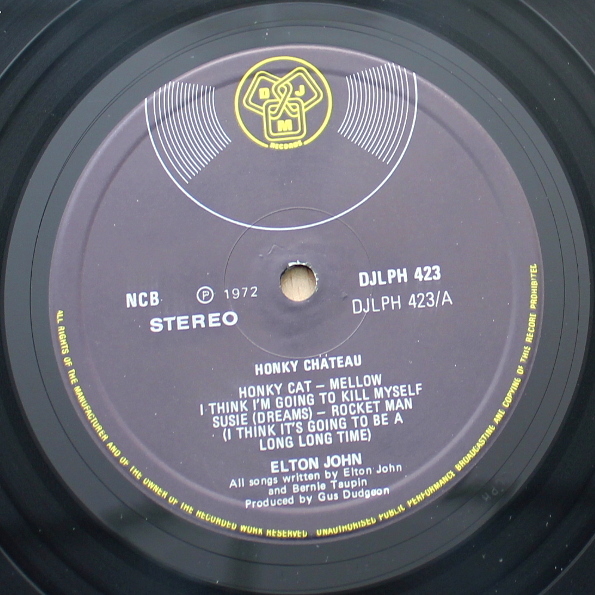 D J
M
RECORDS
NCB ℗ 1972 DJLPH 423
STEREO DJLPH 423/A
HONKY CHÂTEAU
HONKY CAT – MELLOW
I THINK I'M GOING TO KILL MYSELF
SUSIE (DREAMS) – ROCKET MAN
(I THINK IT'S GOING TO BE A
LONG LONG TIME)
ELTON JOHN
All songs written by Elton John
and Bernie Taupin
Produced by Gus Dudgeon
ALL RIGHTS OF THE MANUFACTURER AND OF THE OWNER OF THE RECORDED WORK RESERVED UNAUTHORISED PUBLIC PERFORMANCE BROADCASTING AND COPYING OF THIS RECORD PROHIBITED